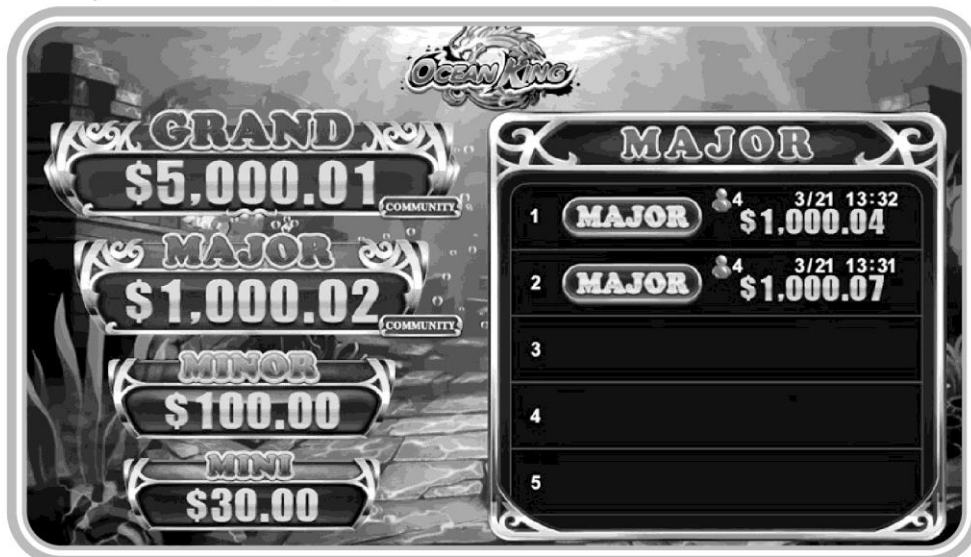 OCEAN KING
GRAND
$5,000.01
COMMUNITY
MAJOR
$1,000.02
COMMUNITY
MINOR
$100.00
MINI
$30.00
MAJOR
1 MAJOR 4 3/21 13:32
$1,000.04
2 MAJOR 4 3/21 13:31
$1,000.07
3
4
5